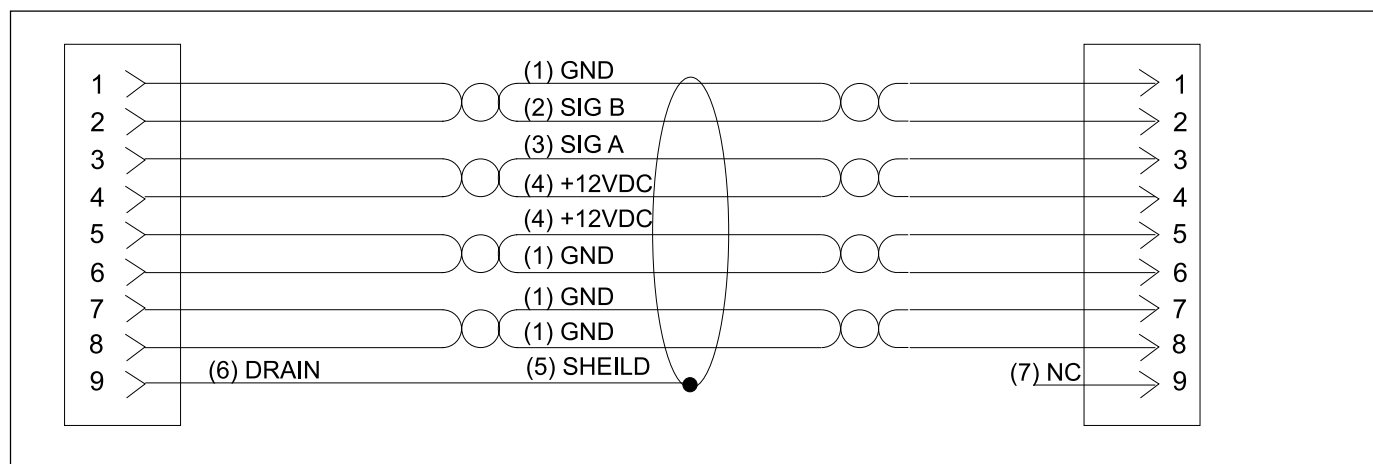 1 (1) GND 1
2 (2) SIG B 2
3 (3) SIG A 3
4 (4) +12VDC 4
5 (4) +12VDC 5
6 (1) GND 6
7 (1) GND 7
8 (1) GND 8
9 (6) DRAIN (5) SHEILD (7) NC 9